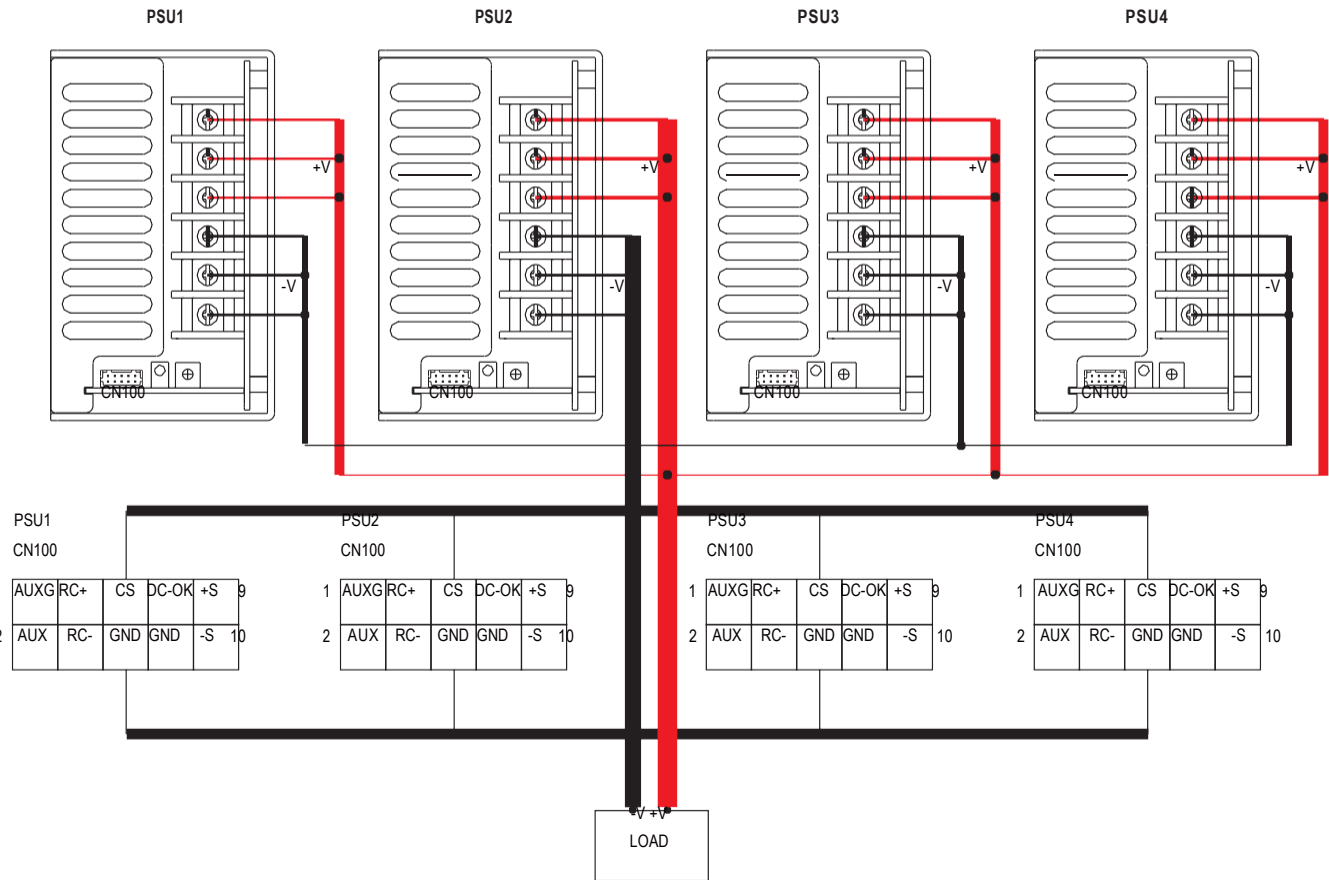 PSU1 PSU2 PSU3 PSU4
+V +V +V +V
-V -V -V -V
CN100 CN100 CN100 CN100
PSU1 PSU2 PSU3 PSU4
CN100 CN100 CN100 CN100
AUXG RC+ CS DC-OK +S 9 1 AUXG RC+ CS DC-OK +S 9 1 AUXG RC+ CS DC-OK +S 9 1 AUXG RC+ CS DC-OK +S 9
2 AUX RC- GND GND -S 10 2 AUX RC- GND GND -S 10 2 AUX RC- GND GND -S 10 2 AUX RC- GND GND -S 10
-V +V
LOAD